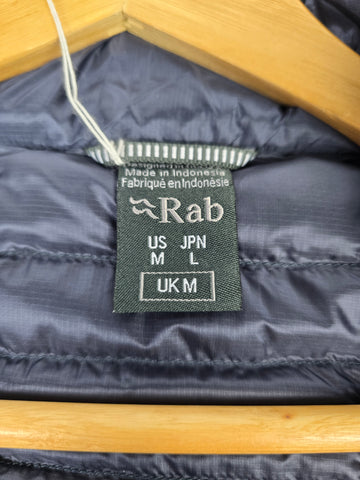 Made in Indonesia
Fabriqué en Indonésie
Rab
US JPN
M L
UK M